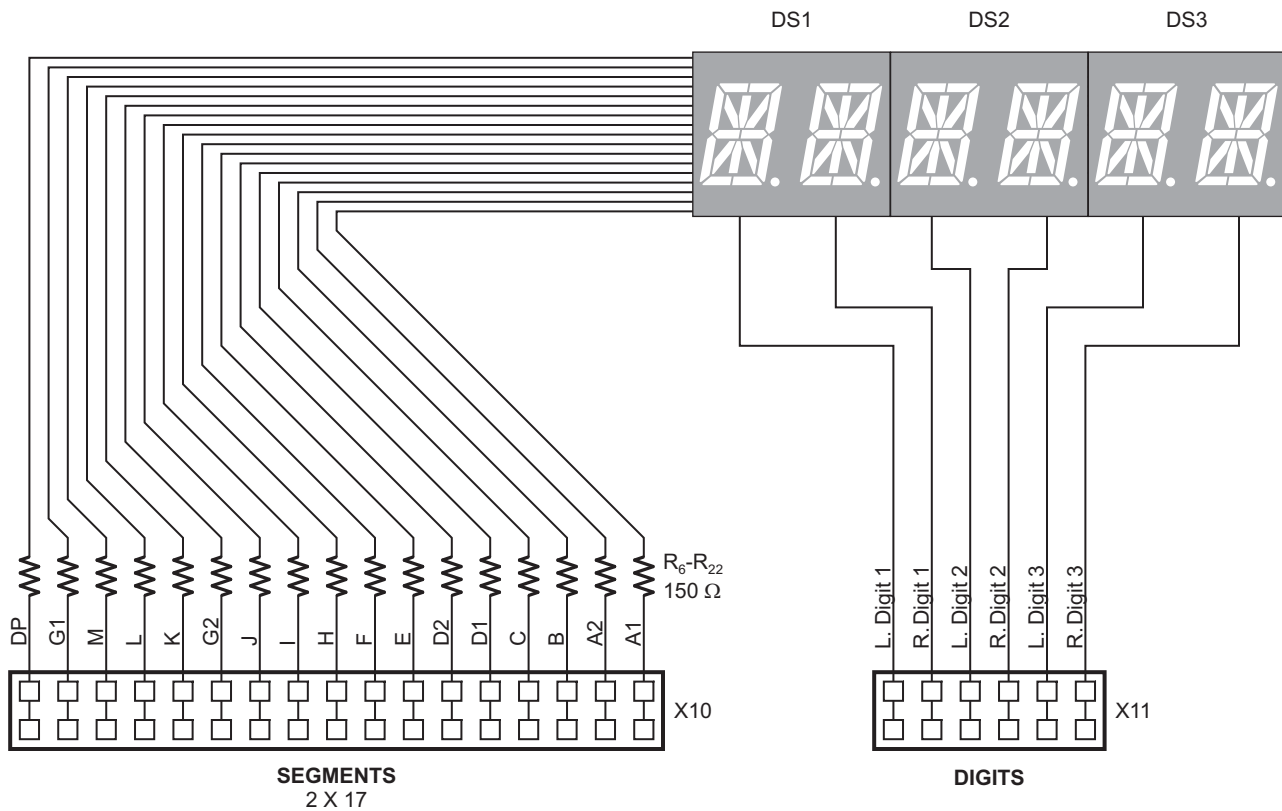 DS1 DS2 DS3
R6-R22
150 Ω
DP G1 M L K G2 J I H F E D2 D1 C B A2 A1
L. Digit 1 R. Digit 1 L. Digit 2 R. Digit 2 L. Digit 3 R. Digit 3
X10 X11
SEGMENTS DIGITS
2 X 17